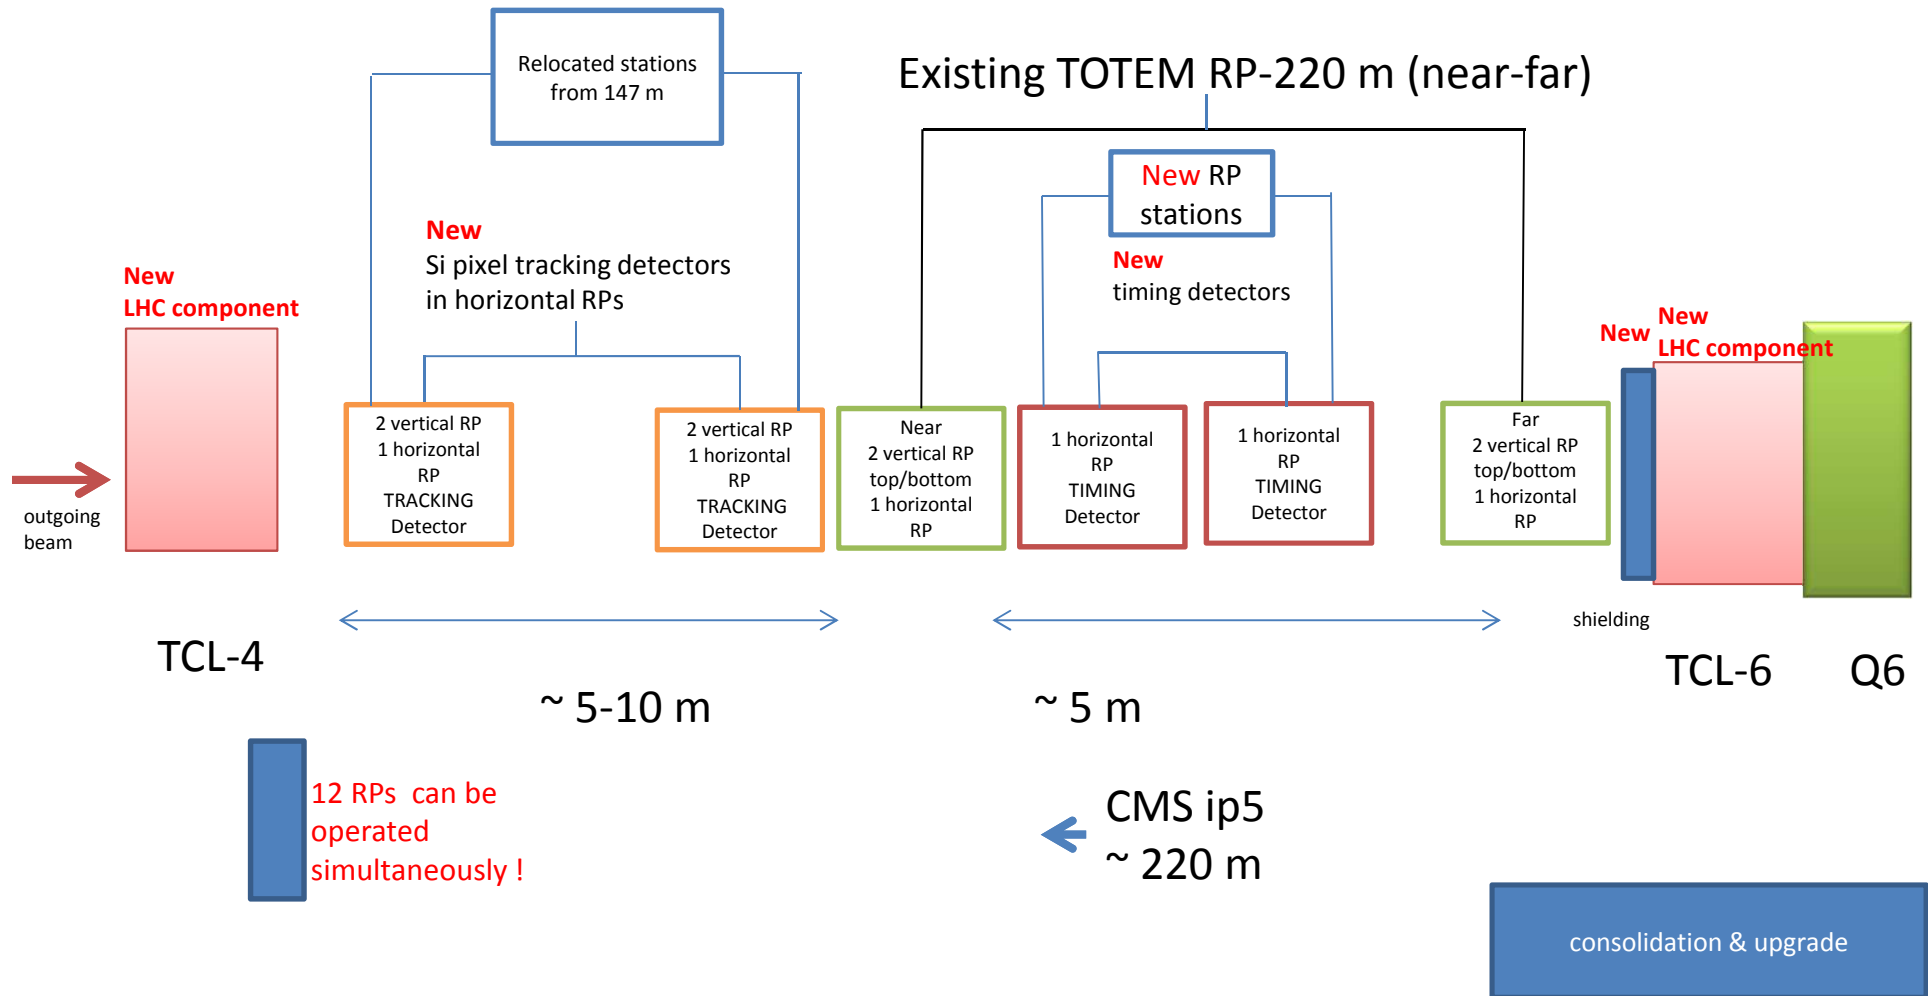 Relocated stations
from 147 m
Existing TOTEM RP-220 m (near-far)
New RP
stations
New
Si pixel tracking detectors
in horizontal RPs
New
timing detectors
New
LHC component
New
New
LHC component
outgoing
beam
2 vertical RP
1 horizontal
RP
TRACKING
Detector
2 vertical RP
1 horizontal
RP
TRACKING
Detector
Near
2 vertical RP
top/bottom
1 horizontal
RP
1 horizontal
RP
TIMING
Detector
1 horizontal
RP
TIMING
Detector
Far
2 vertical RP
top/bottom
1 horizontal
RP
shielding
TCL-4
TCL-6
Q6
~ 5-10 m
~ 5 m
12 RPs can be
operated
simultaneously !
CMS ip5
~ 220 m
consolidation & upgrade